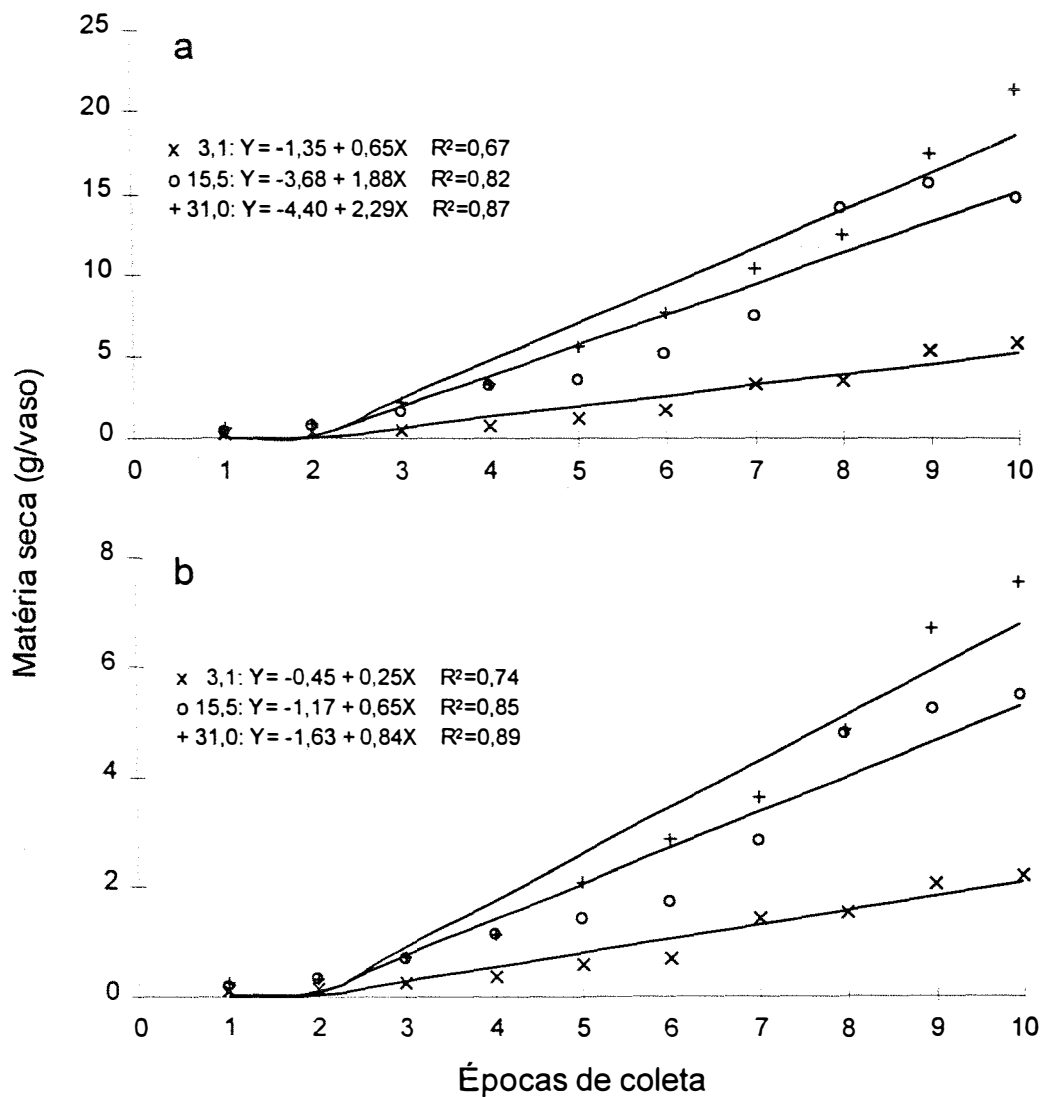 Matéria seca (g/vaso)
a
25
20
15
10
5
0
x 3,1: Y = -1,35 + 0,65X R²=0,67
o 15,5: Y = -3,68 + 1,88X R²=0,82
+ 31,0: Y = -4,40 + 2,29X R²=0,87
0 1 2 3 4 5 6 7 8 9 10
b
8
6
4
2
0
x 3,1: Y = -0,45 + 0,25X R²=0,74
o 15,5: Y = -1,17 + 0,65X R²=0,85
+ 31,0: Y = -1,63 + 0,84X R²=0,89
0 1 2 3 4 5 6 7 8 9 10
Épocas de coleta